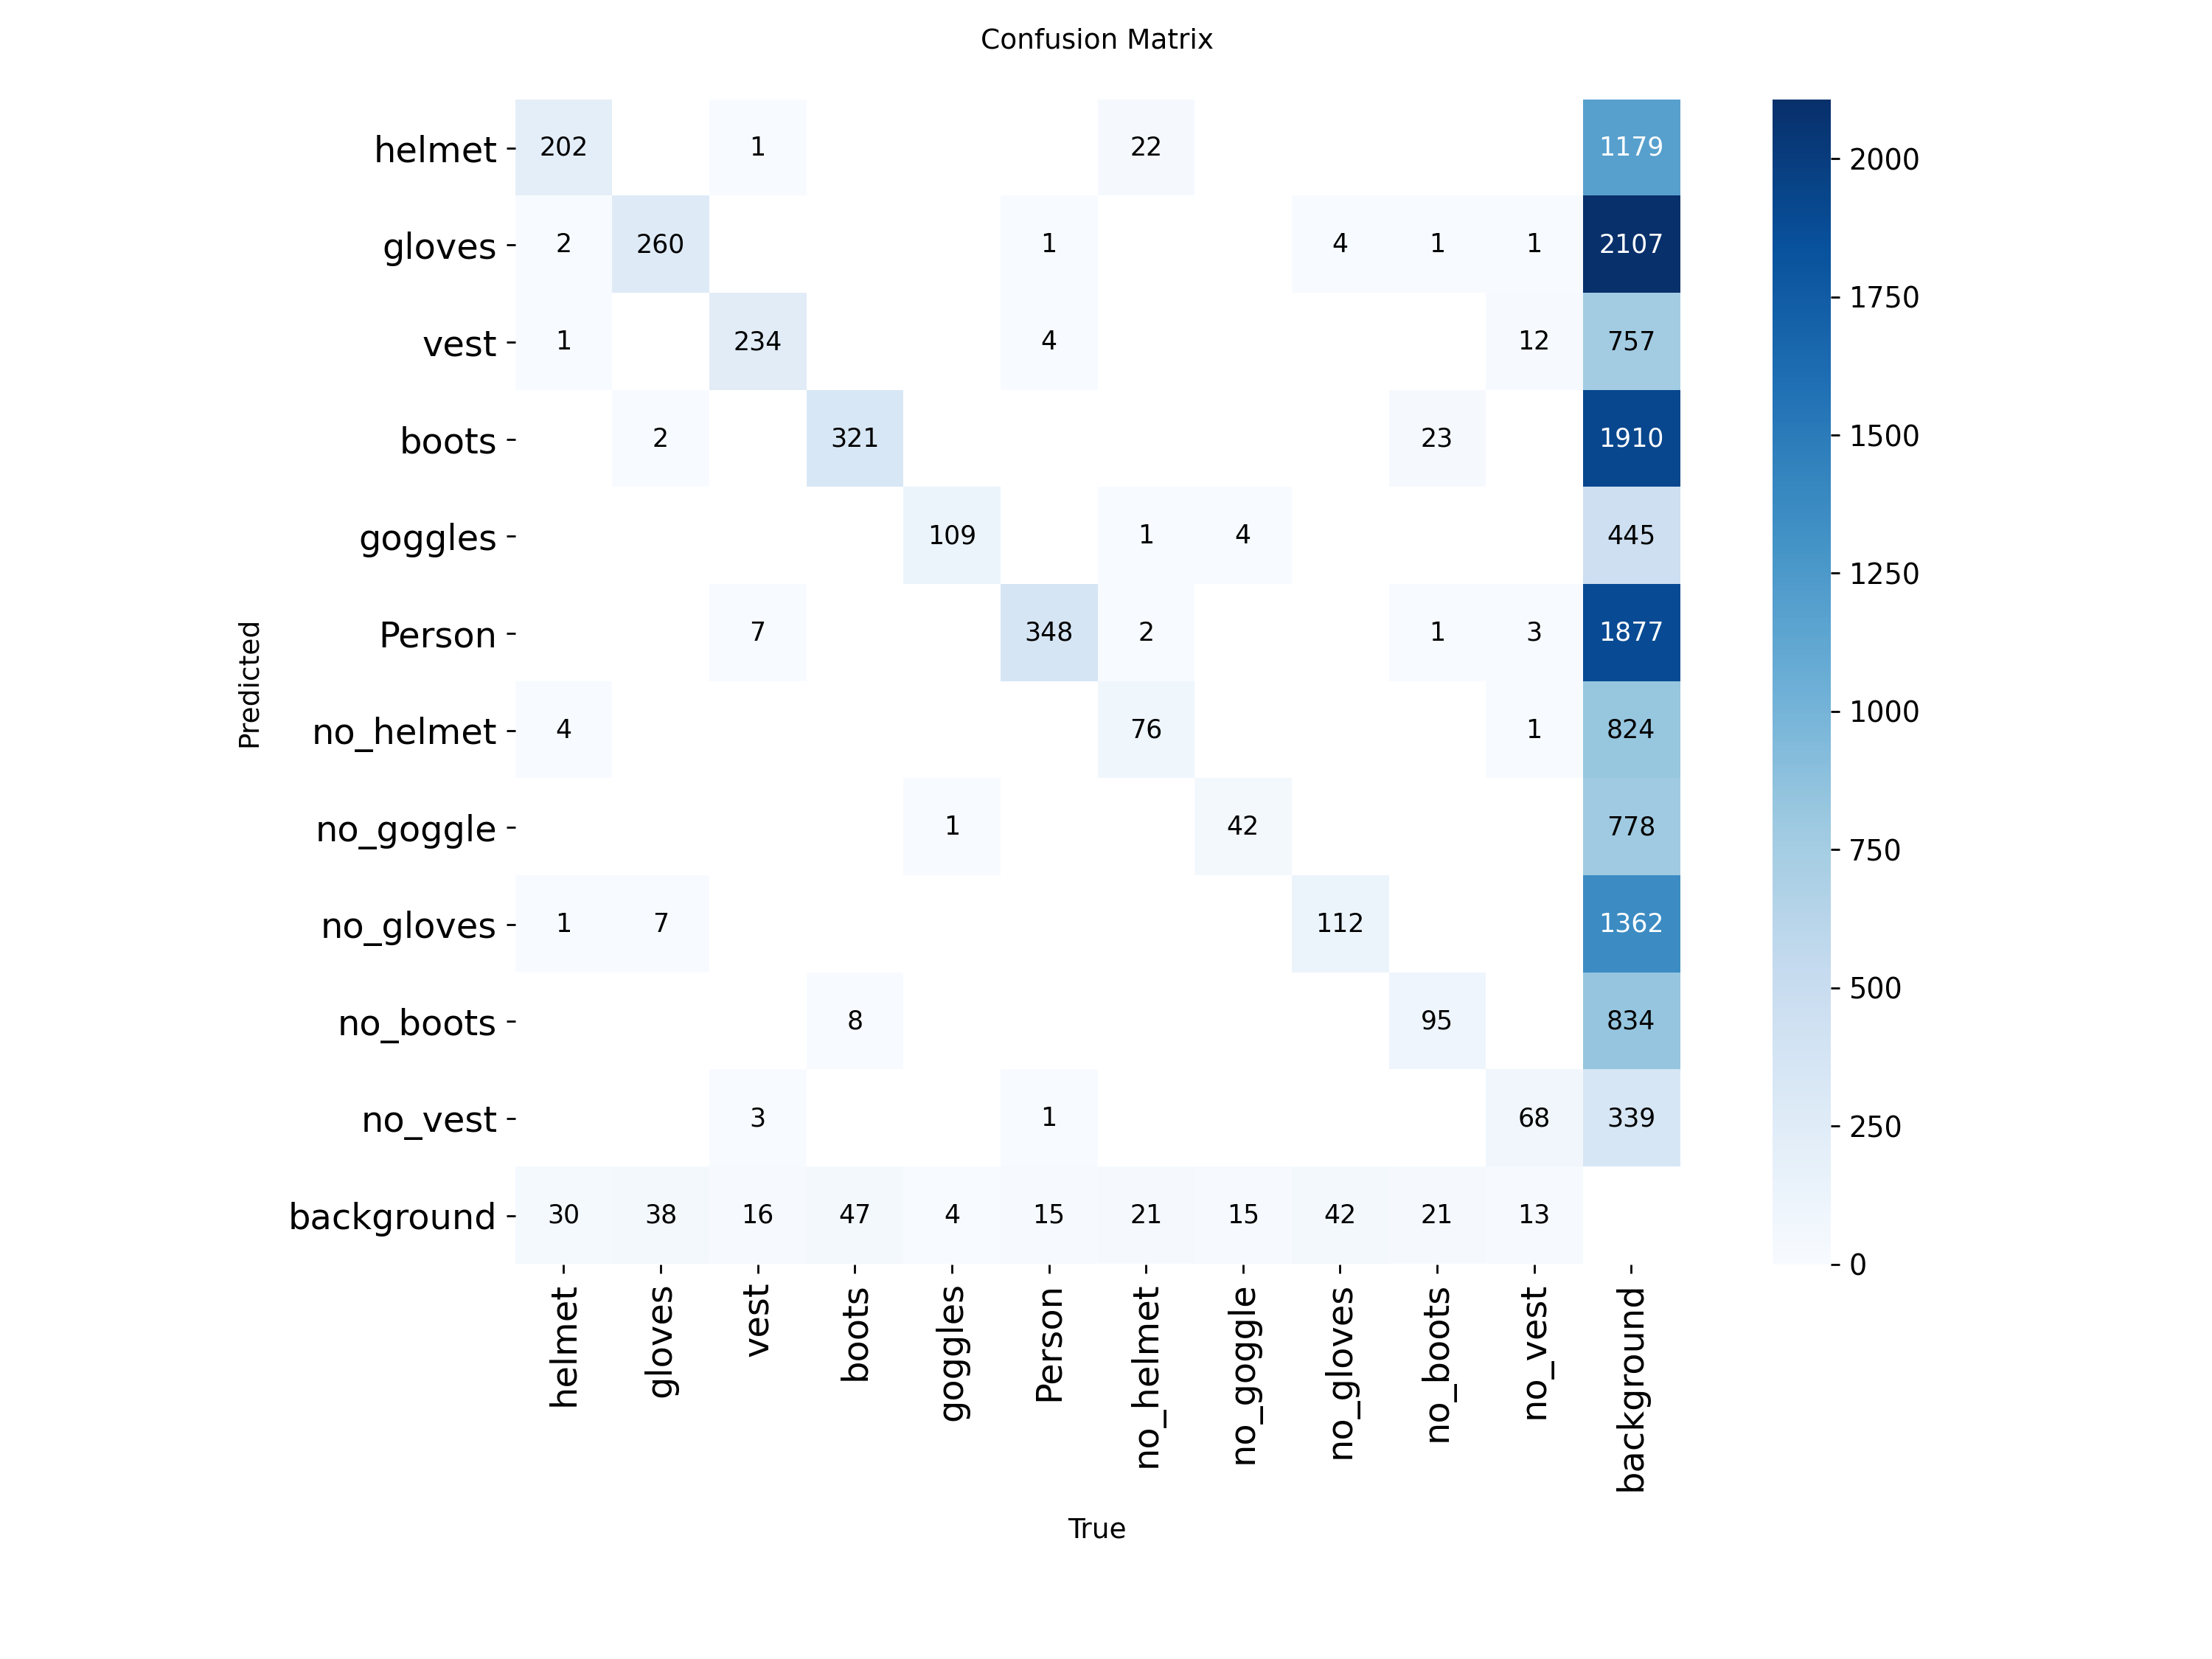 Confusion Matrix
helmet 202 1 22 1179
gloves 2 260 1 4 1 1 2107
vest 1 234 4 12 757
boots 2 321 23 1910
goggles 109 1 4 445
Person 7 348 2 1 3 1877
no_helmet 4 76 1 824
no_goggle 1 42 778
no_gloves 1 7 112 1362
no_boots 8 95 834
no_vest 3 1 68 339
background 30 38 16 47 4 15 21 15 42 21 13
Predicted
helmet gloves vest boots goggles Person no_helmet no_goggle no_gloves no_boots no_vest background
True
2000
1750
1500
1250
1000
750
500
250
0